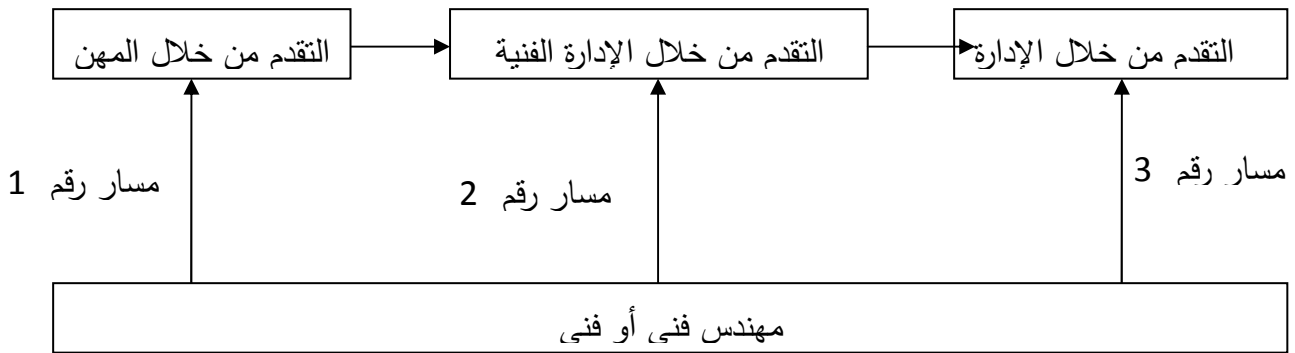 التقدم من خلال الإدارة
التقدم من خلال الإدارة الفنية
التقدم من خلال المهن
مسار رقم 3
مسار رقم 2
مسار رقم 1
مهندس فني أو فني